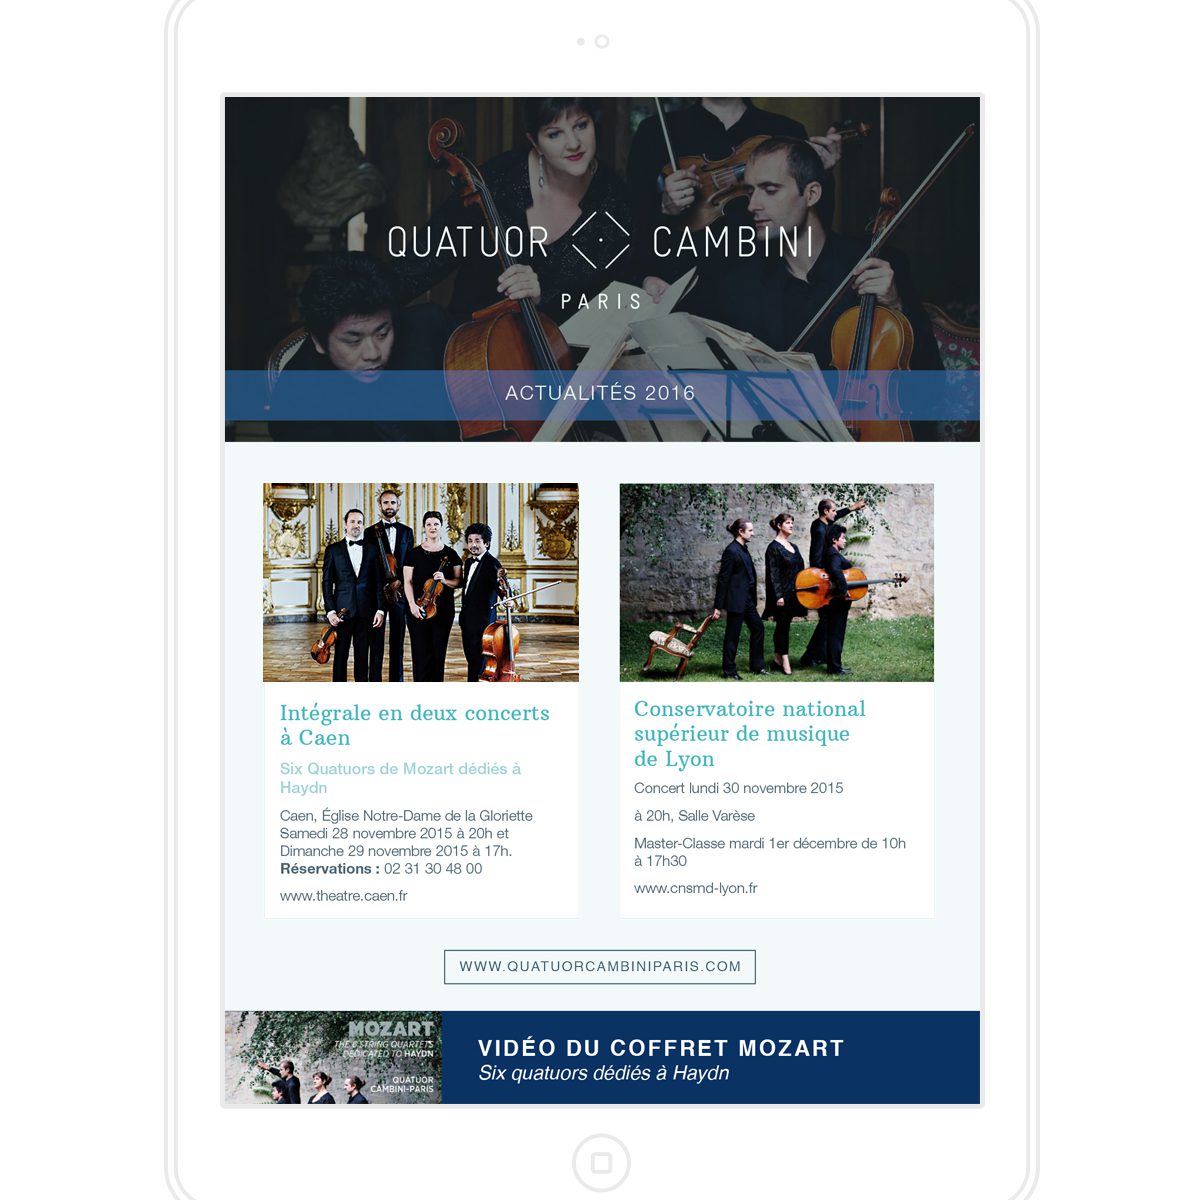 QUATUOR CAMBINI
PARIS
ACTUALITÉS 2016
Intégrale en deux concerts
à Caen
Six Quatuors de Mozart dédiés à
Haydn
Caen, Église Notre-Dame de la Gloriette
Samedi 28 novembre 2015 à 20h et
Dimanche 29 novembre 2015 à 17h.
Réservations : 02 31 30 48 00
www.theatre.caen.fr
Conservatoire national
supérieur de musique
de Lyon
Concert lundi 30 novembre 2015
à 20h, Salle Varèse
Master-Classe mardi 1er décembre de 10h
à 17h30
www.cnsmd-lyon.fr
WWW.QUATUORCAMBINIPARIS.COM
MOZART
THE 6 STRING QUARTETS
DEDICATED TO HAYDN
QUATUOR
CAMBINI-PARIS
VIDÉO DU COFFRET MOZART
Six quatuors dédiés à Haydn